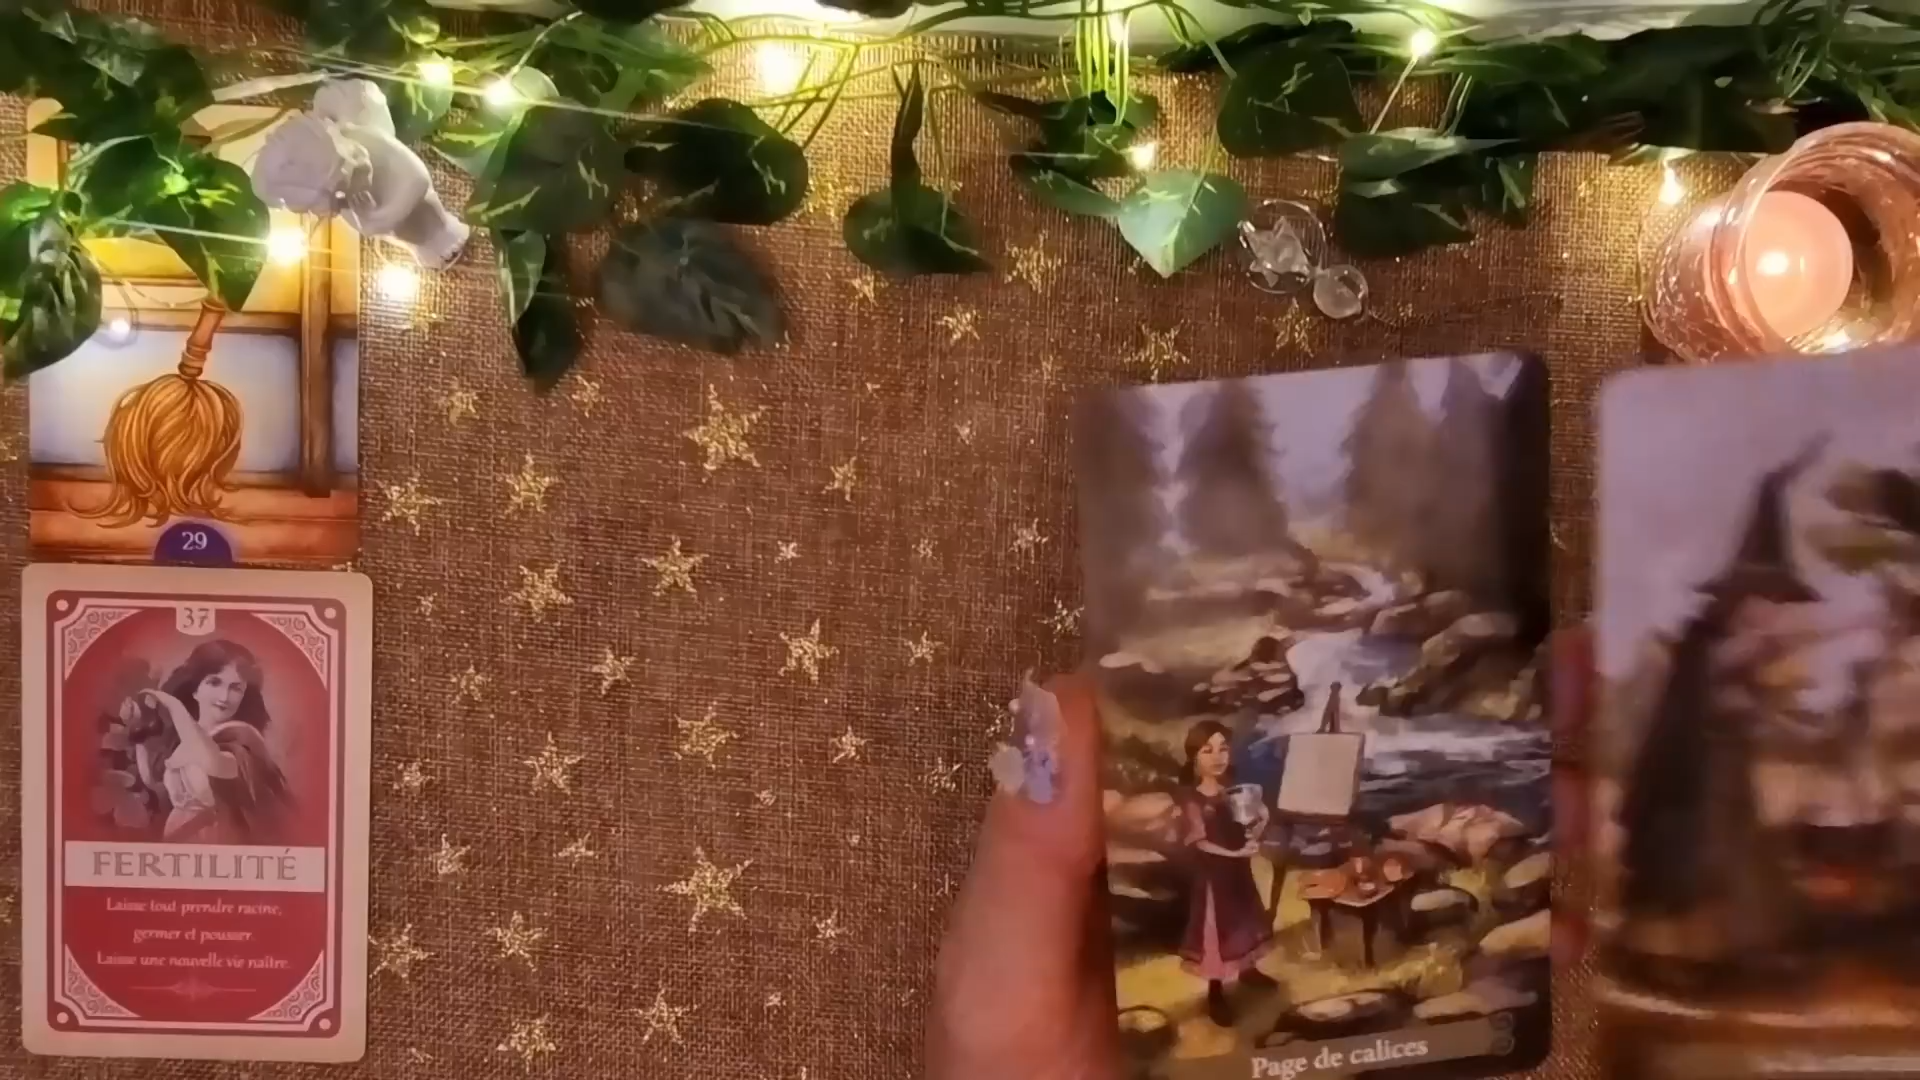 29
37
FERTILITÉ
Laisse tout prendre racine,
germer et pousser.
Laisse une nouvelle vie naître.
Page de calices